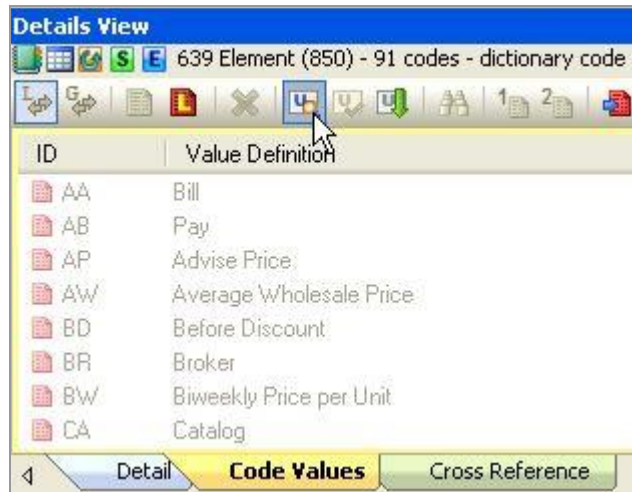 Details View
S E 639 Element (850) - 91 codes - dictionary code
L G L U U U 1 2
ID Value Definition
AA Bill
AB Pay
AP Advise Price
AW Average Wholesale Price
BD Before Discount
BR Broker
BW Biweekly Price per Unit
CA Catalog
Detail Code Values Cross Reference